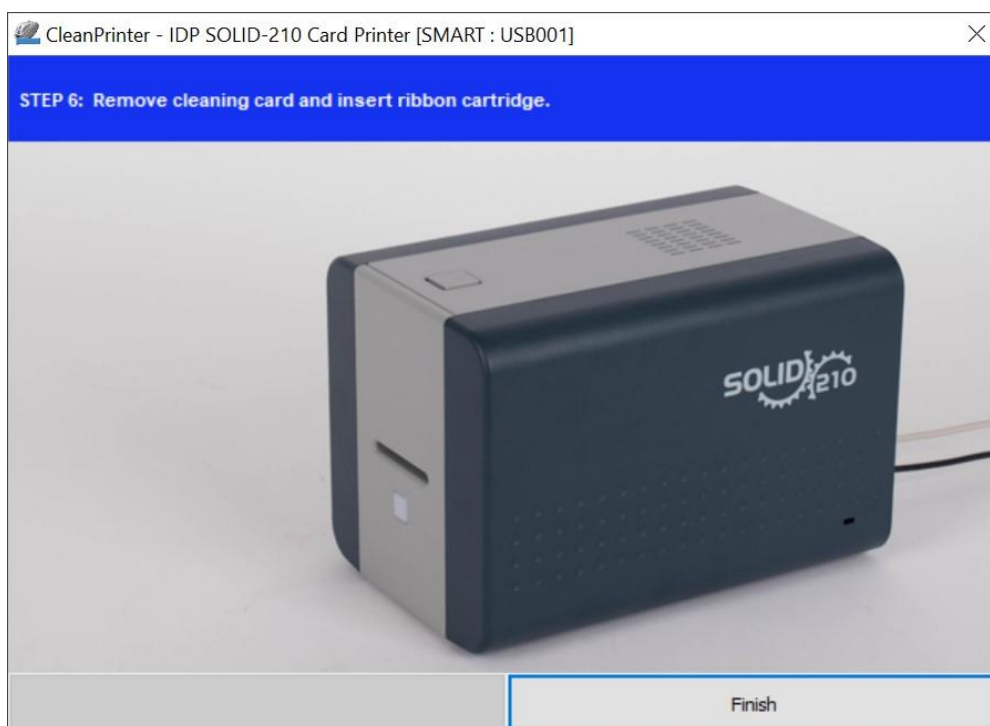 CleanPrinter - IDP SOLID-210 Card Printer [SMART : USB001]
STEP 6: Remove cleaning card and insert ribbon cartridge.
SOLID 210
Finish